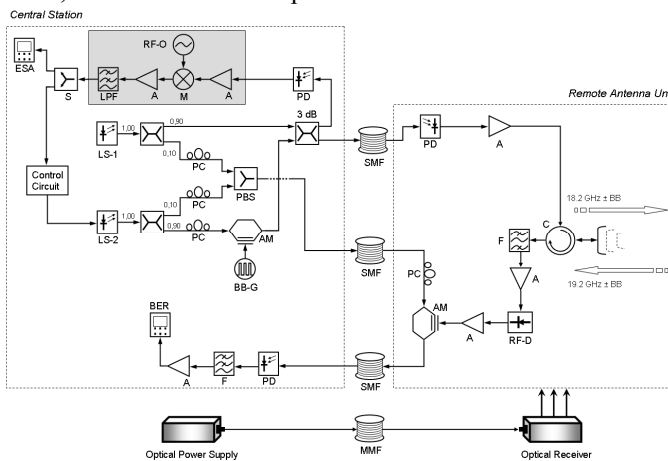 Central Station
RF-O
ESA
S
LPF
A
M
A
PD
3 dB
Remote Antenna Un
LS-1
1,00
0,90
0,10
PC
PBS
SMF
PD
A
Control
Circuit
LS-2
1,00
0,10
PC
0,90
PC
AM
BB-G
18.2 GHz ± BB
C
F
A
19.2 GHz ± BB
SMF
PC
AM
A
RF-D
BER
A
F
PD
SMF
Optical Power Supply
MMF
Optical Receiver